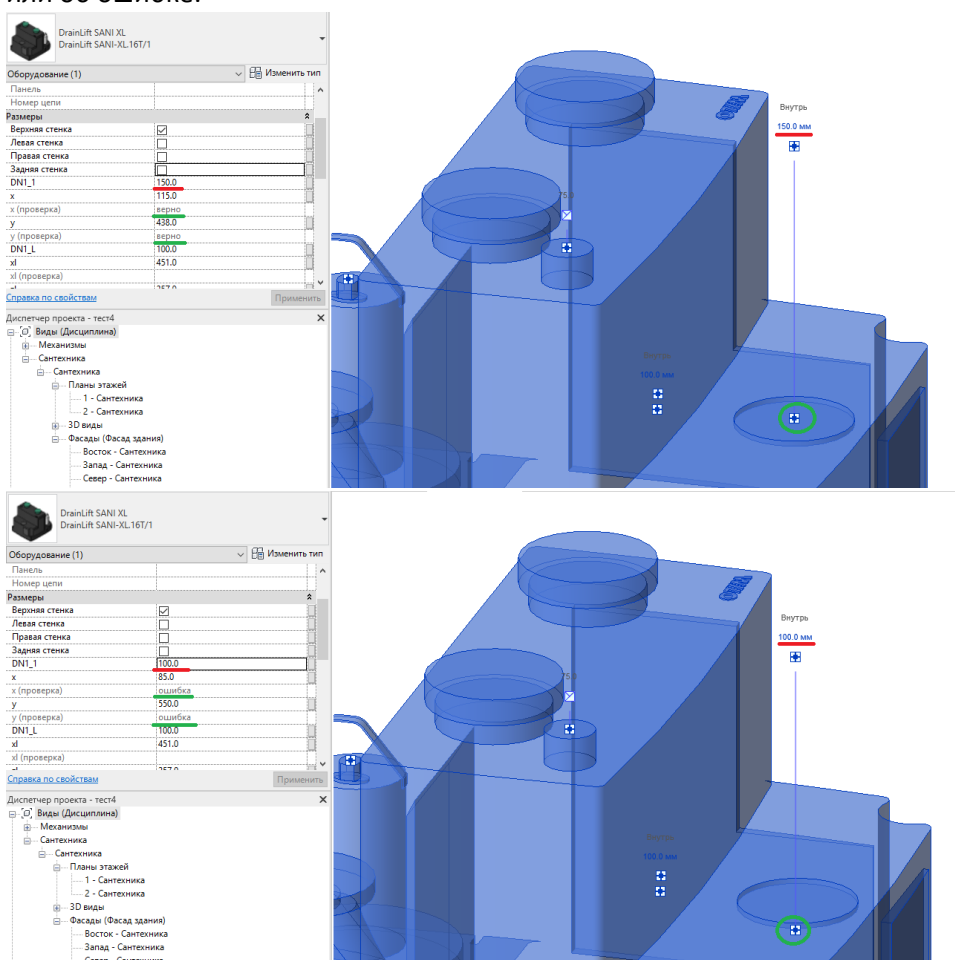 или об ошибке.
DrainLift SANI XL
DrainLift SANI-XL.16T/1
Оборудование (1)
Изменить тип
Панель
Номер цепи
Размеры
Верхняя стенка
Левая стенка
Правая стенка
Задняя стенка
DN1_1 150.0
x 115.0
x (проверка) верно
y 438.0
y (проверка) верно
DN1_L 100.0
xl 451.0
xl (проверка)
Справка по свойствам
Применить
Диспетчер проекта - тест4
Виды (Дисциплина)
Механизмы
Сантехника
Сантехника
Планы этажей
1 - Сантехника
2 - Сантехника
3D виды
Фасады (Фасад здания)
Восток - Сантехника
Запад - Сантехника
Север - Сантехника
wilo
Внутрь
150.0 мм
Внутрь
100.0 мм
DrainLift SANI XL
DrainLift SANI-XL.16T/1
Оборудование (1)
Изменить тип
Панель
Номер цепи
Размеры
Верхняя стенка
Левая стенка
Правая стенка
Задняя стенка
DN1_1 100.0
x 85.0
x (проверка) ошибка
y 550.0
y (проверка) ошибка
DN1_L 100.0
xl 451.0
xl (проверка)
Справка по свойствам
Применить
Диспетчер проекта - тест4
Виды (Дисциплина)
Механизмы
Сантехника
Сантехника
Планы этажей
1 - Сантехника
2 - Сантехника
3D виды
Фасады (Фасад здания)
Восток - Сантехника
Запад - Сантехника
Север - Сантехника
wilo
Внутрь
100.0 мм
Внутрь
100.0 мм